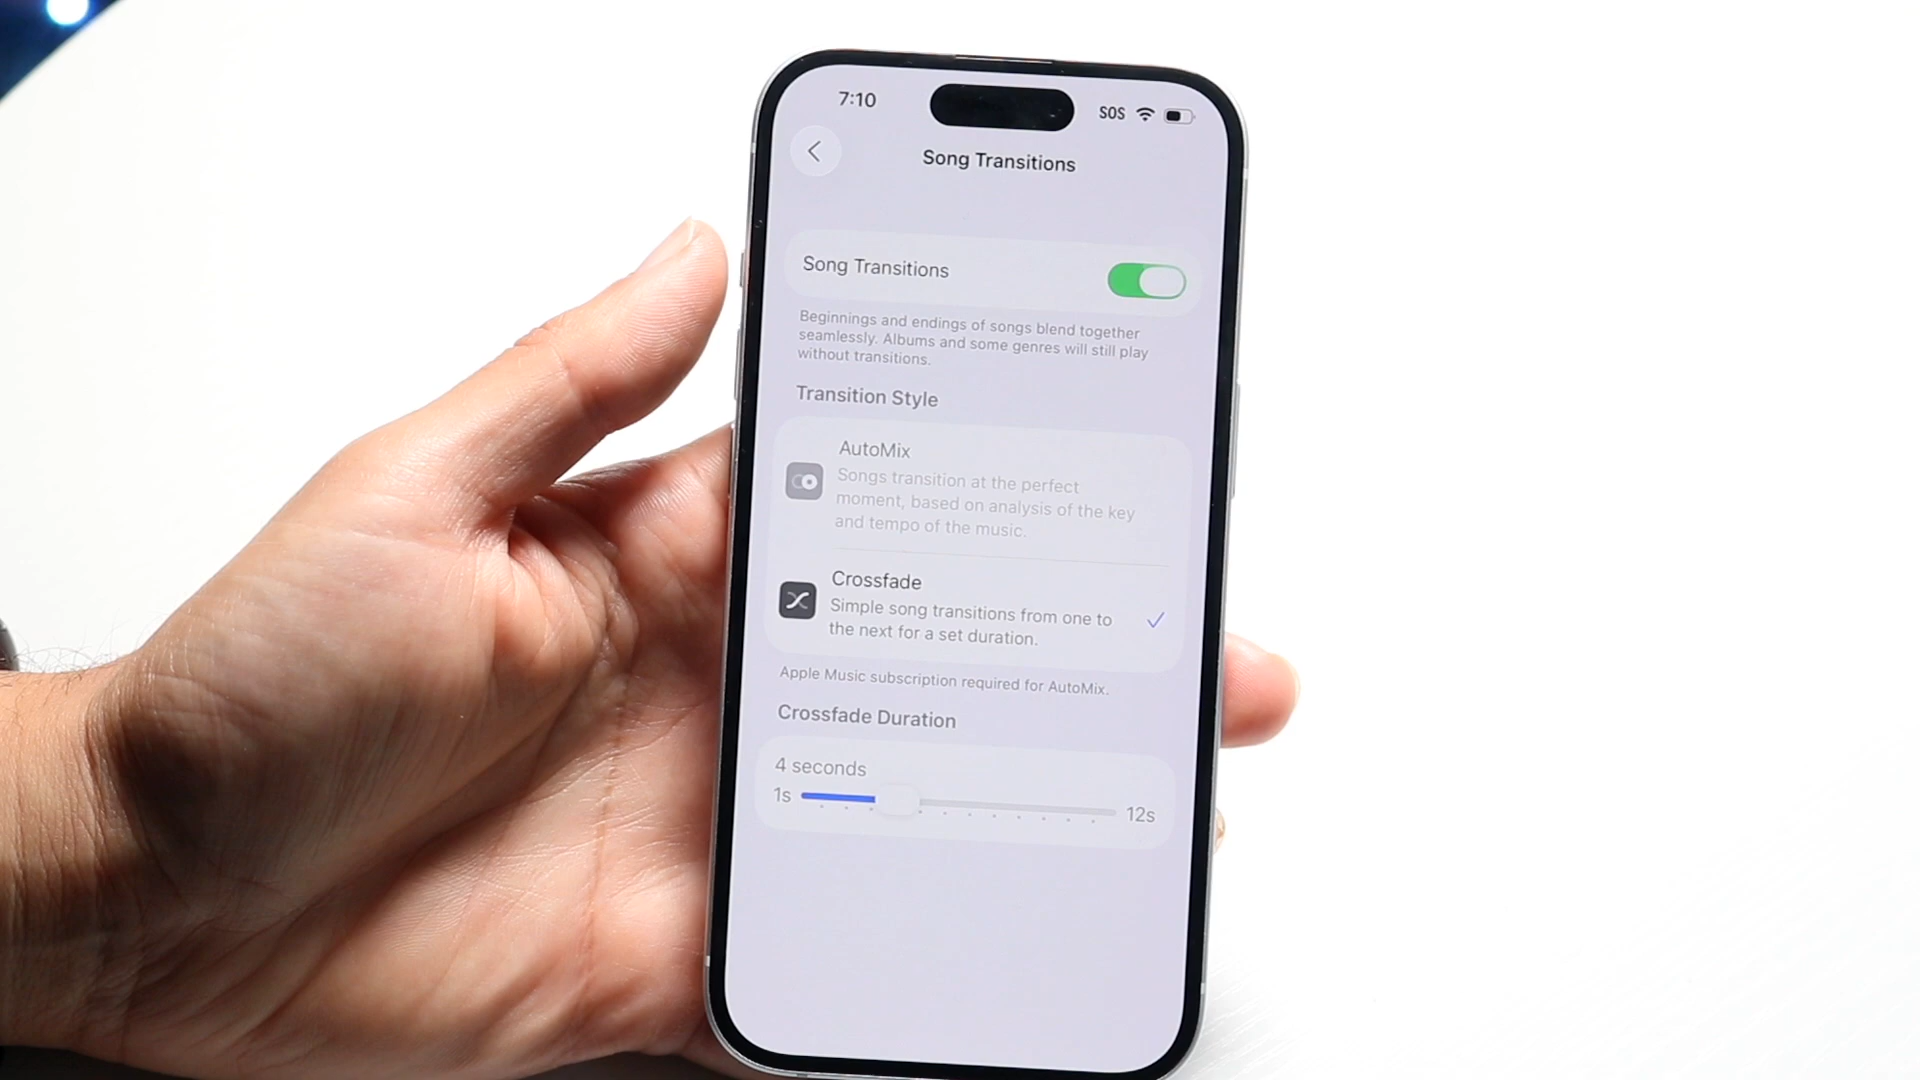 7:10
SOS
Song Transitions
Song Transitions
Beginnings and endings of songs blend together
seamlessly. Albums and some genres will still play
without transitions.
Transition Style
AutoMix
Songs transition at the perfect
moment, based on analysis of the key
and tempo of the music.
Crossfade
Simple song transitions from one to
the next for a set duration.
Apple Music subscription required for AutoMix.
Crossfade Duration
4 seconds
1s 12s